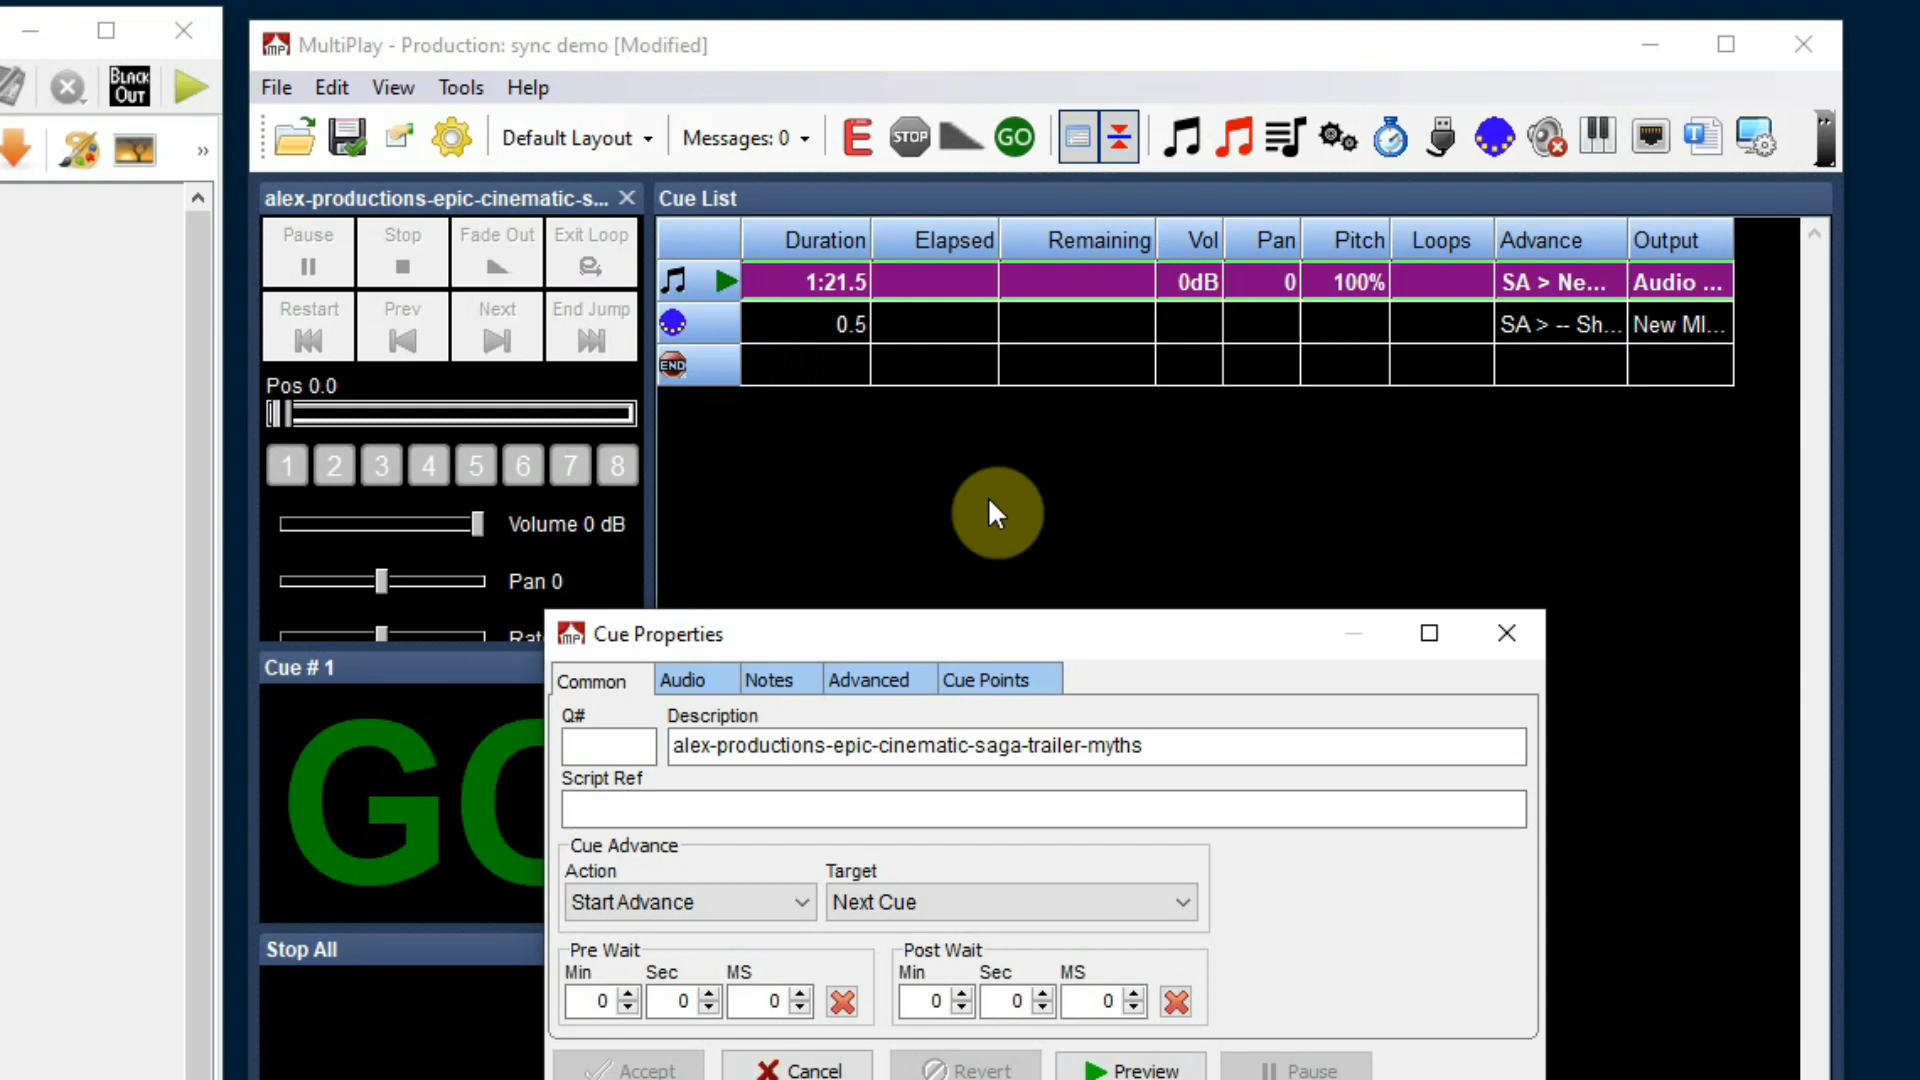 MultiPlay - Production: sync demo [Modified]
BLACK
OUT
File Edit View Tools Help
Default Layout Messages: 0 E STOP GO T
»
alex-productions-epic-cinematic-s... Cue List
Pause Stop Fade Out Exit Loop
Restart Prev Next End Jump
Duration Elapsed Remaining Vol Pan Pitch Loops Advance Output
1:21.5 0dB 0 100% SA > Ne... Audio ...
0.5 SA > -- Sh... New MI...
END
Pos 0.0
1 2 3 4 5 6 7 8
Volume 0 dB
Pan 0
Cue # 1
GO
Stop All
Cue Properties
Common Audio Notes Advanced Cue Points
Q# Description
alex-productions-epic-cinematic-saga-trailer-myths
Script Ref
Cue Advance
Action Target
Start Advance Next Cue
Pre Wait Post Wait
Min Sec MS Min Sec MS
0 0 0 0 0 0
Accept Cancel Revert Preview Pause